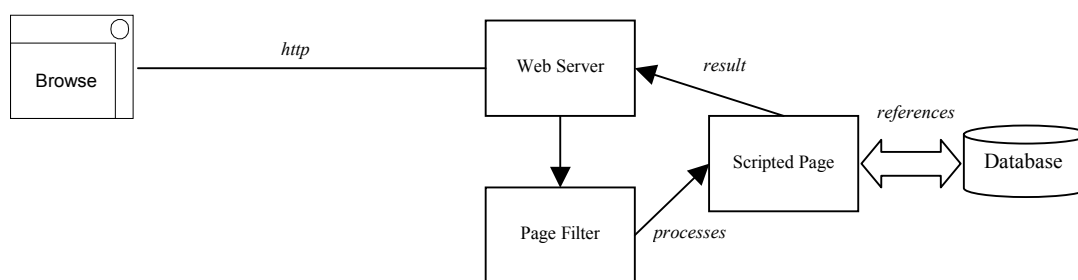 http
Web Server
Browse
result
references
Scripted Page
Database
Page Filter
processes